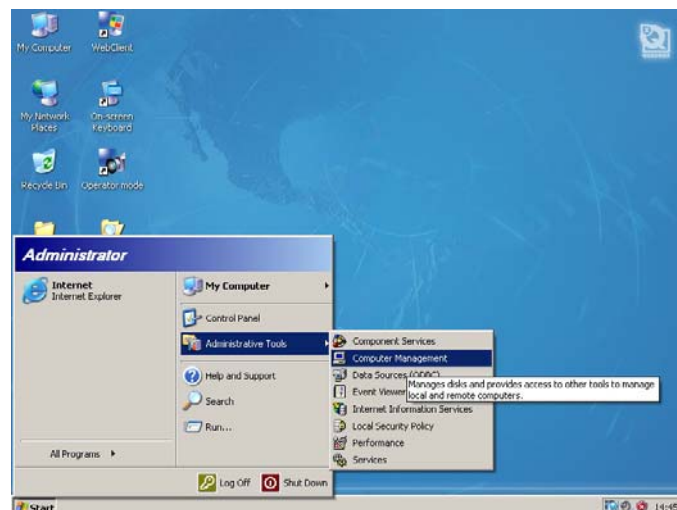 My Computer
WebClient
My Network Places
On-screen Keyboard
Recycle Bin
Operator mode
Administrator
Internet
Internet Explorer
My Computer
Control Panel
Administrative Tools
Help and Support
Search
Run...
All Programs
Log Off
Shut Down
Component Services
Computer Management
Data Sources (ODBC)
Manages disks and provides access to other tools to manage
local and remote computers.
Event Viewer
Internet Information Services
Local Security Policy
Performance
Services
Start
14:45